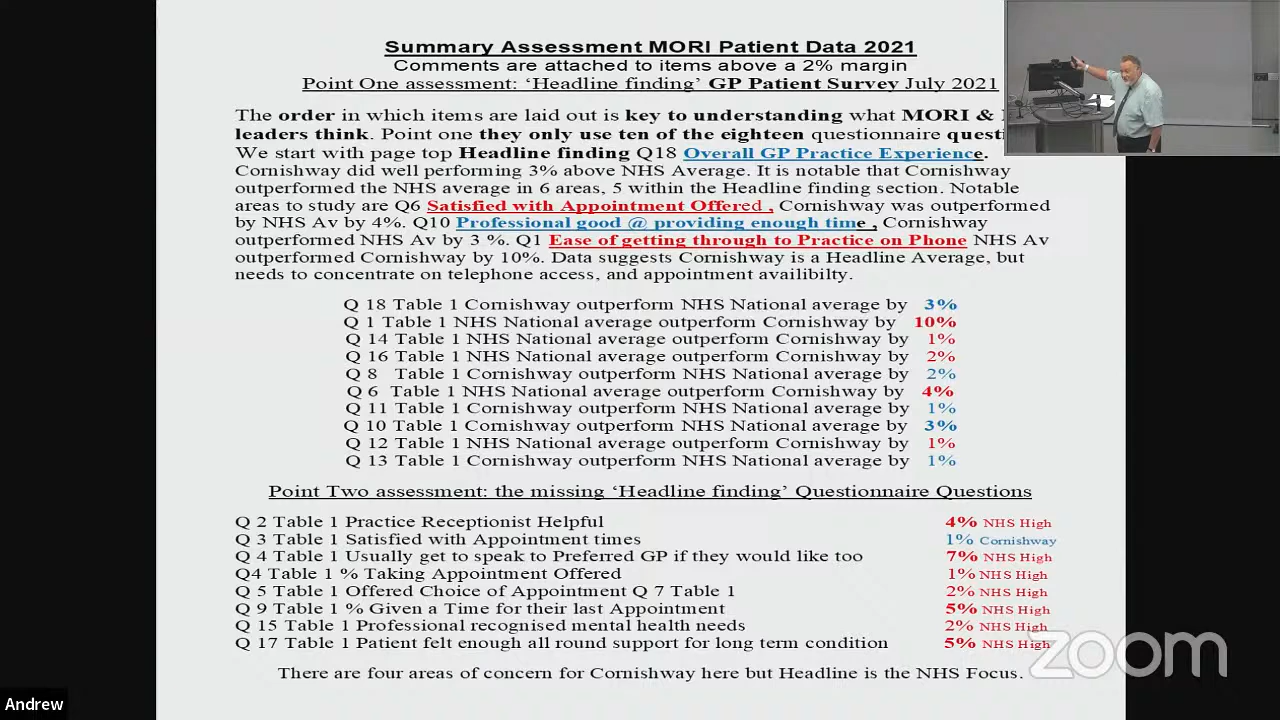 Summary Assessment MORI Patient Data 2021
Comments are attached to items above a 2% margin
Point One assessment: ‘Headline finding’ GP Patient Survey July 2021
The order in which items are laid out is key to understanding what MORI &
leaders think. Point one they only use ten of the eighteen questionnaire
We start with page top Headline finding Q18 Overall GP Practice Experience.
Cornishway did well performing 3% above NHS Average. It is notable that Cornishway
outperformed the NHS average in 6 areas, 5 within the Headline finding section. Notable
areas to study are Q6 Satisfied with Appointment Offered , Cornishway was outperformed
by NHS Av by 4%. Q10 Professional good @ providing enough time , Cornishway
outperformed NHS Av by 3 %. Q1 Ease of getting through to Practice on Phone NHS Av
outperformed Cornishway by 10%. Data suggests Cornishway is a Headline Average, but
needs to concentrate on telephone access, and appointment availibilty.
Q 18 Table 1 Cornishway outperform NHS National average by 3%
Q 1 Table 1 NHS National average outperform Cornishway by 10%
Q 14 Table 1 NHS National average outperform Cornishway by 1%
Q 16 Table 1 NHS National average outperform Cornishway by 2%
Q 8 Table 1 Cornishway outperform NHS National average by 2%
Q 6 Table 1 NHS National average outperform Cornishway by 4%
Q 11 Table 1 Cornishway outperform NHS National average by 1%
Q 10 Table 1 Cornishway outperform NHS National average by 3%
Q 12 Table 1 NHS National average outperform Cornishway by 1%
Q 13 Table 1 Cornishway outperform NHS National average by 1%
Point Two assessment: the missing ‘Headline finding’ Questionnaire Questions
Q 2 Table 1 Practice Receptionist Helpful 4% NHS High
Q 3 Table 1 Satisfied with Appointment times 1% Cornishway
Q 4 Table 1 Usually get to speak to Preferred GP if they would like too 7% NHS High
Q4 Table 1 % Taking Appointment Offered 1% NHS High
Q 5 Table 1 Offered Choice of Appointment Q 7 Table 1 2% NHS High
Q 9 Table 1 % Given a Time for their last Appointment 5% NHS High
Q 15 Table 1 Professional recognised mental health needs 2% NHS High
Q 17 Table 1 Patient felt enough all round support for long term condition 5% NHS High
There are four areas of concern for Cornishway here but Headline is the NHS Focus.
zoom
Andrew